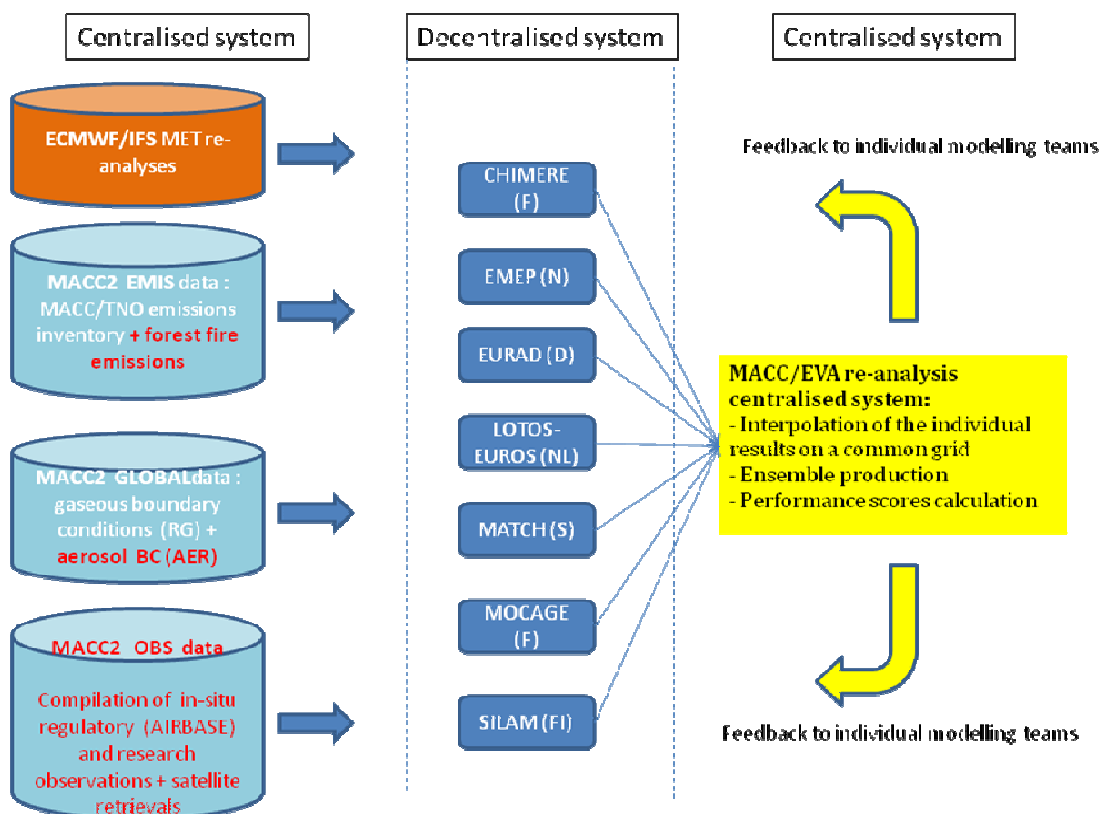 Centralised system
Decentralised system
Centralised system
ECMWF/IFS MET re-
analyses
MACC2 EMIS data :
MACC/TNO emissions
inventory + forest fire
emissions
MACC2 GLOBALdata :
gaseous boundary
conditions (RG) +
aerosol BC (AER)
MACC2 OBS data
Compilation of in-situ
regulatory (AIRBASE)
and research
observations + satellite
retrievals
CHIMERE
(F)
EMEP (N)
EURAD (D)
LOTOS-
EUROS (NL)
MATCH (S)
MOCAGE
(F)
SILAM (FI)
Feedback to individual modelling teams
MACC/EVA re-analysis
centralised system:
- Interpolation of the individual
results on a common grid
- Ensemble production
- Performance scores calculation
Feedback to individual modelling teams